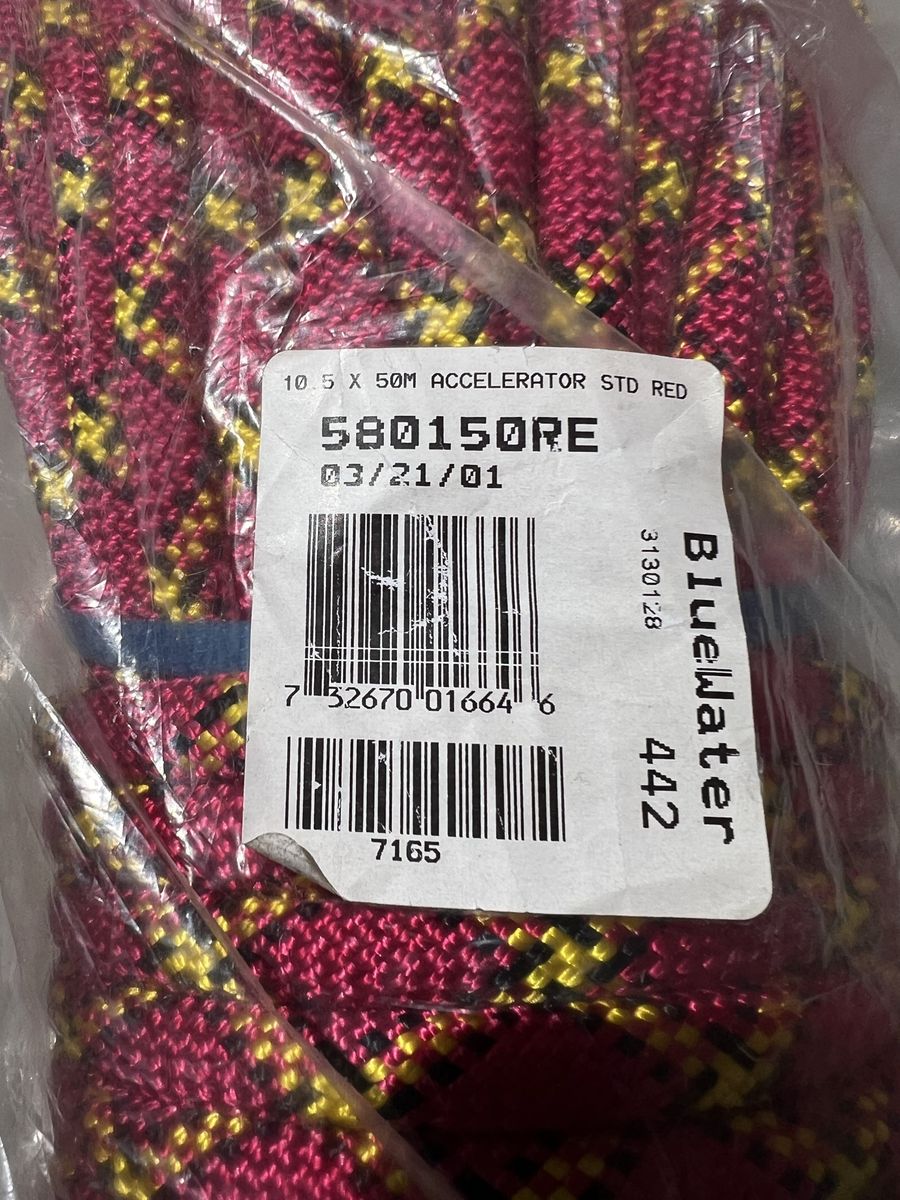 10.5 X 50M ACCELERATOR STD RED
580150RE
03/21/01
7 32670 01664 6
7165
BlueWater
3130128 442